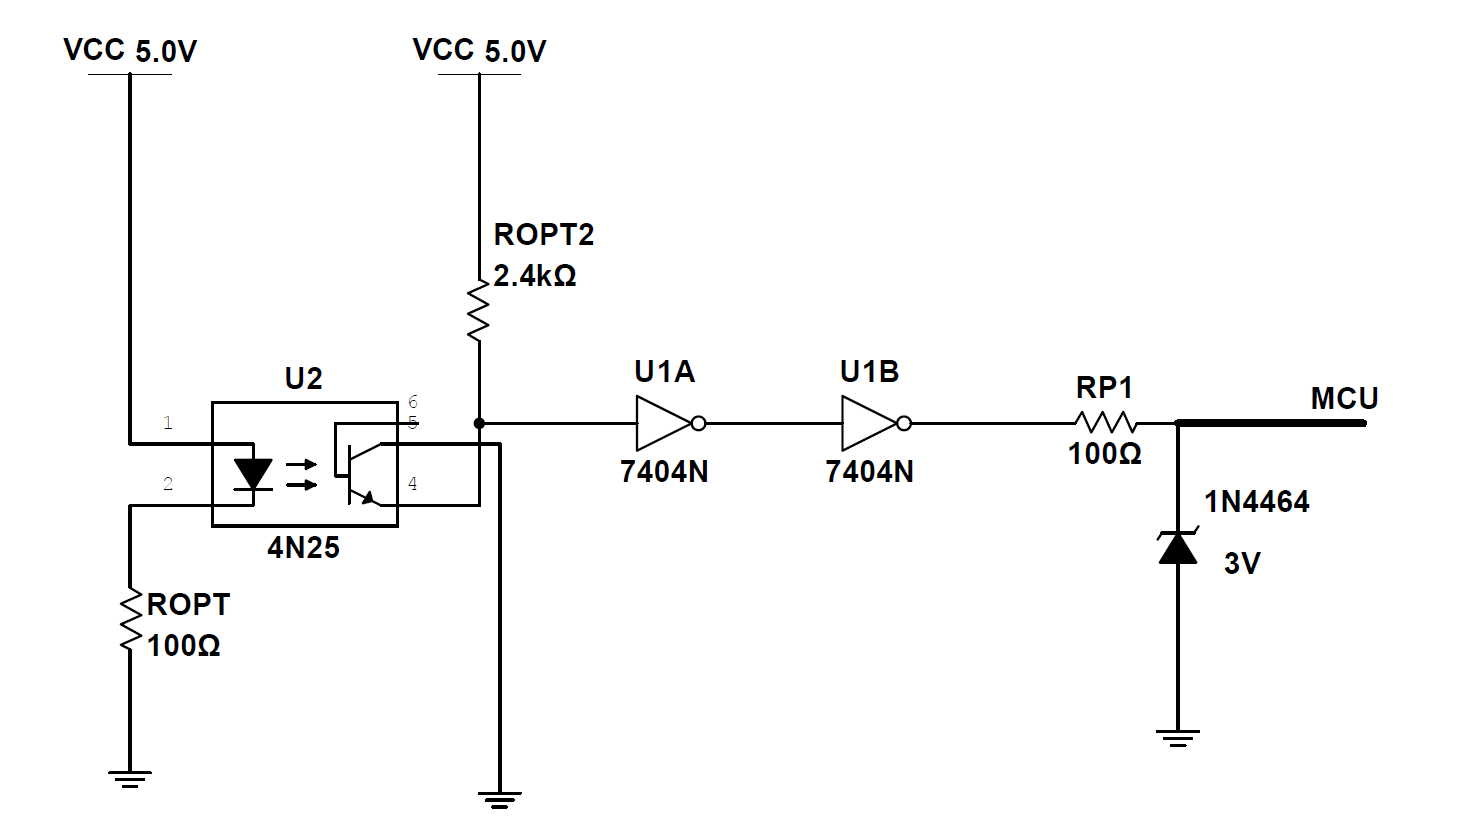 VCC 5.0V
VCC 5.0V
ROPT2
2.4kΩ
U2
U1A
U1B
RP1
MCU
6
1
5
7404N
7404N
100Ω
2
4
1N4464
4N25
3V
ROPT
100Ω